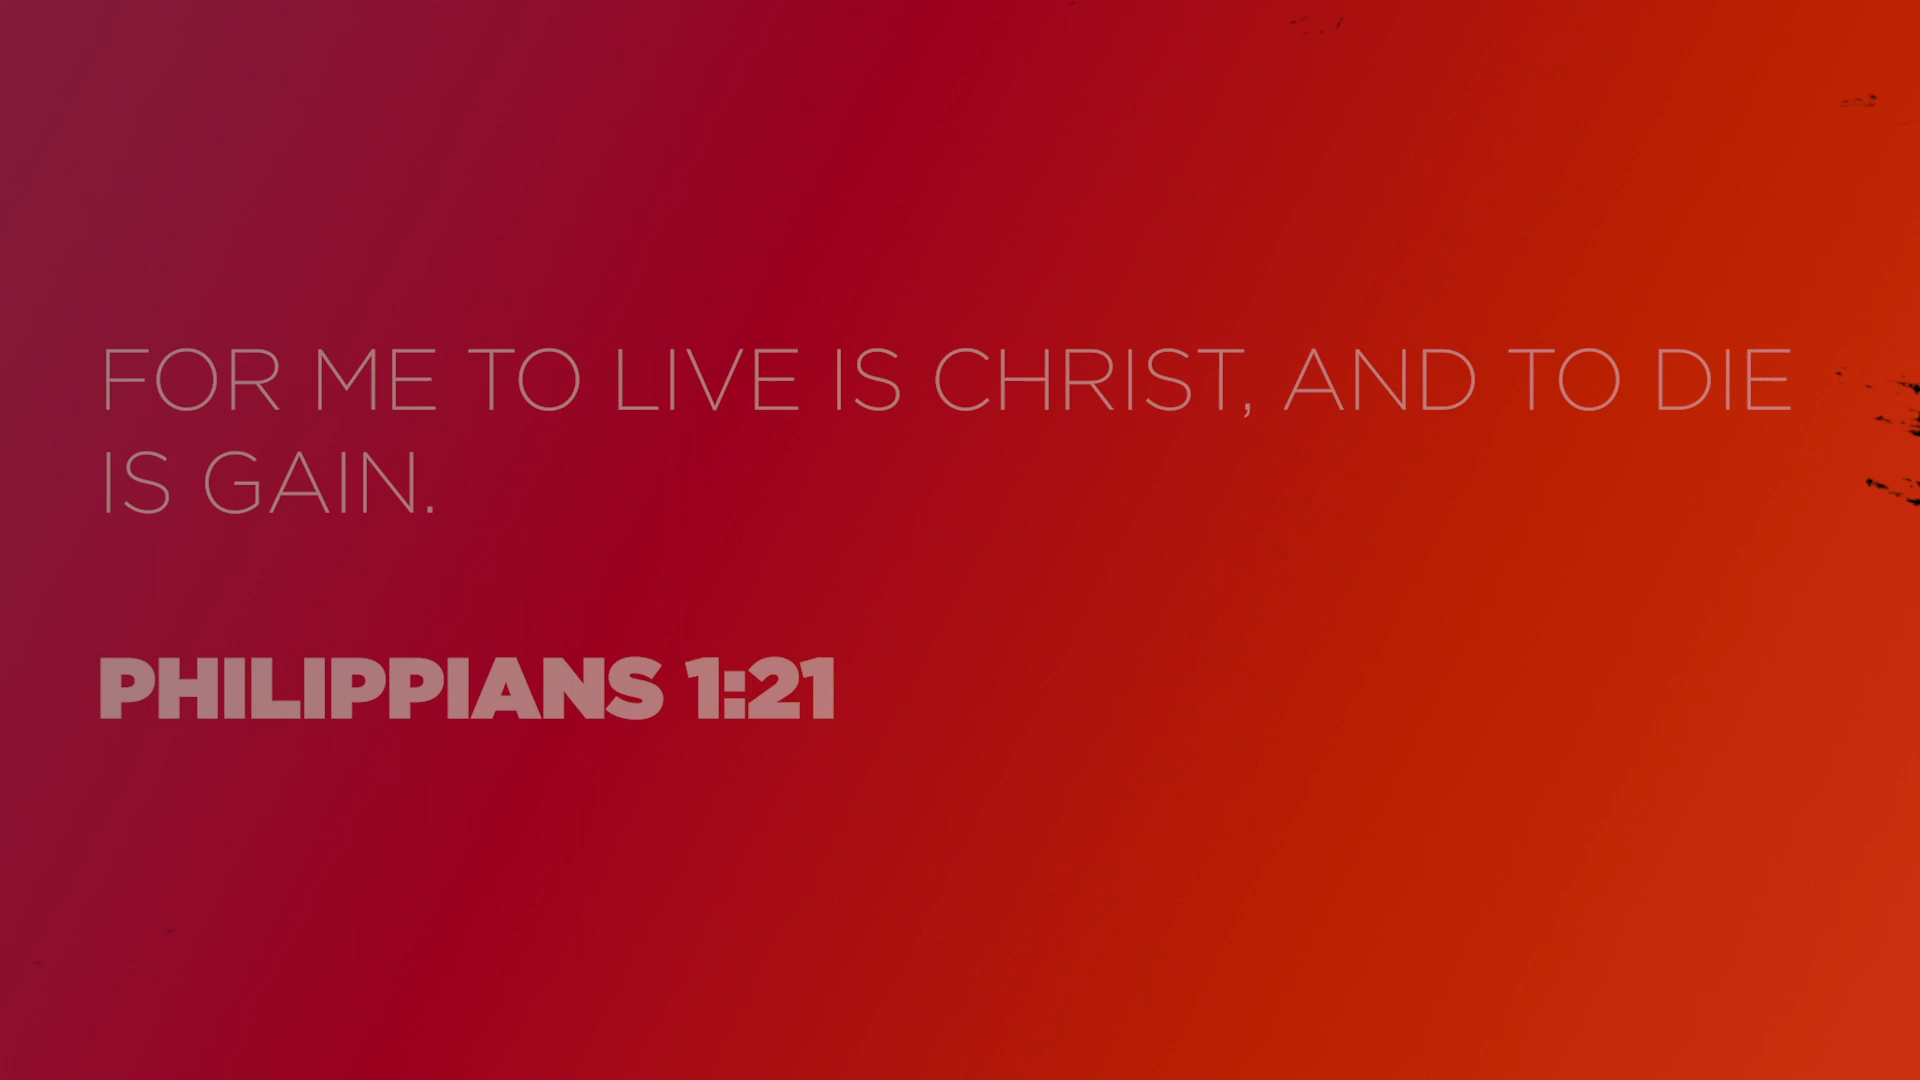 FOR ME TO LIVE IS CHRIST, AND TO DIE
IS GAIN.
PHILIPPIANS 1:21